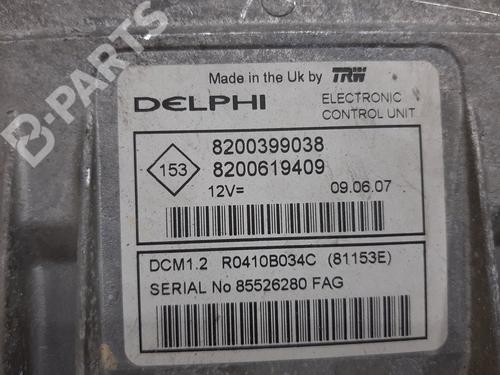 B-PARTS
Made in the Uk by TRW
DELPHI
ELECTRONIC
CONTROL UNIT
153
8200399038
8200619409
12V=
09.06.07
DCM1.2 R0410B034C (81153E)
SERIAL No 85526280 FAG